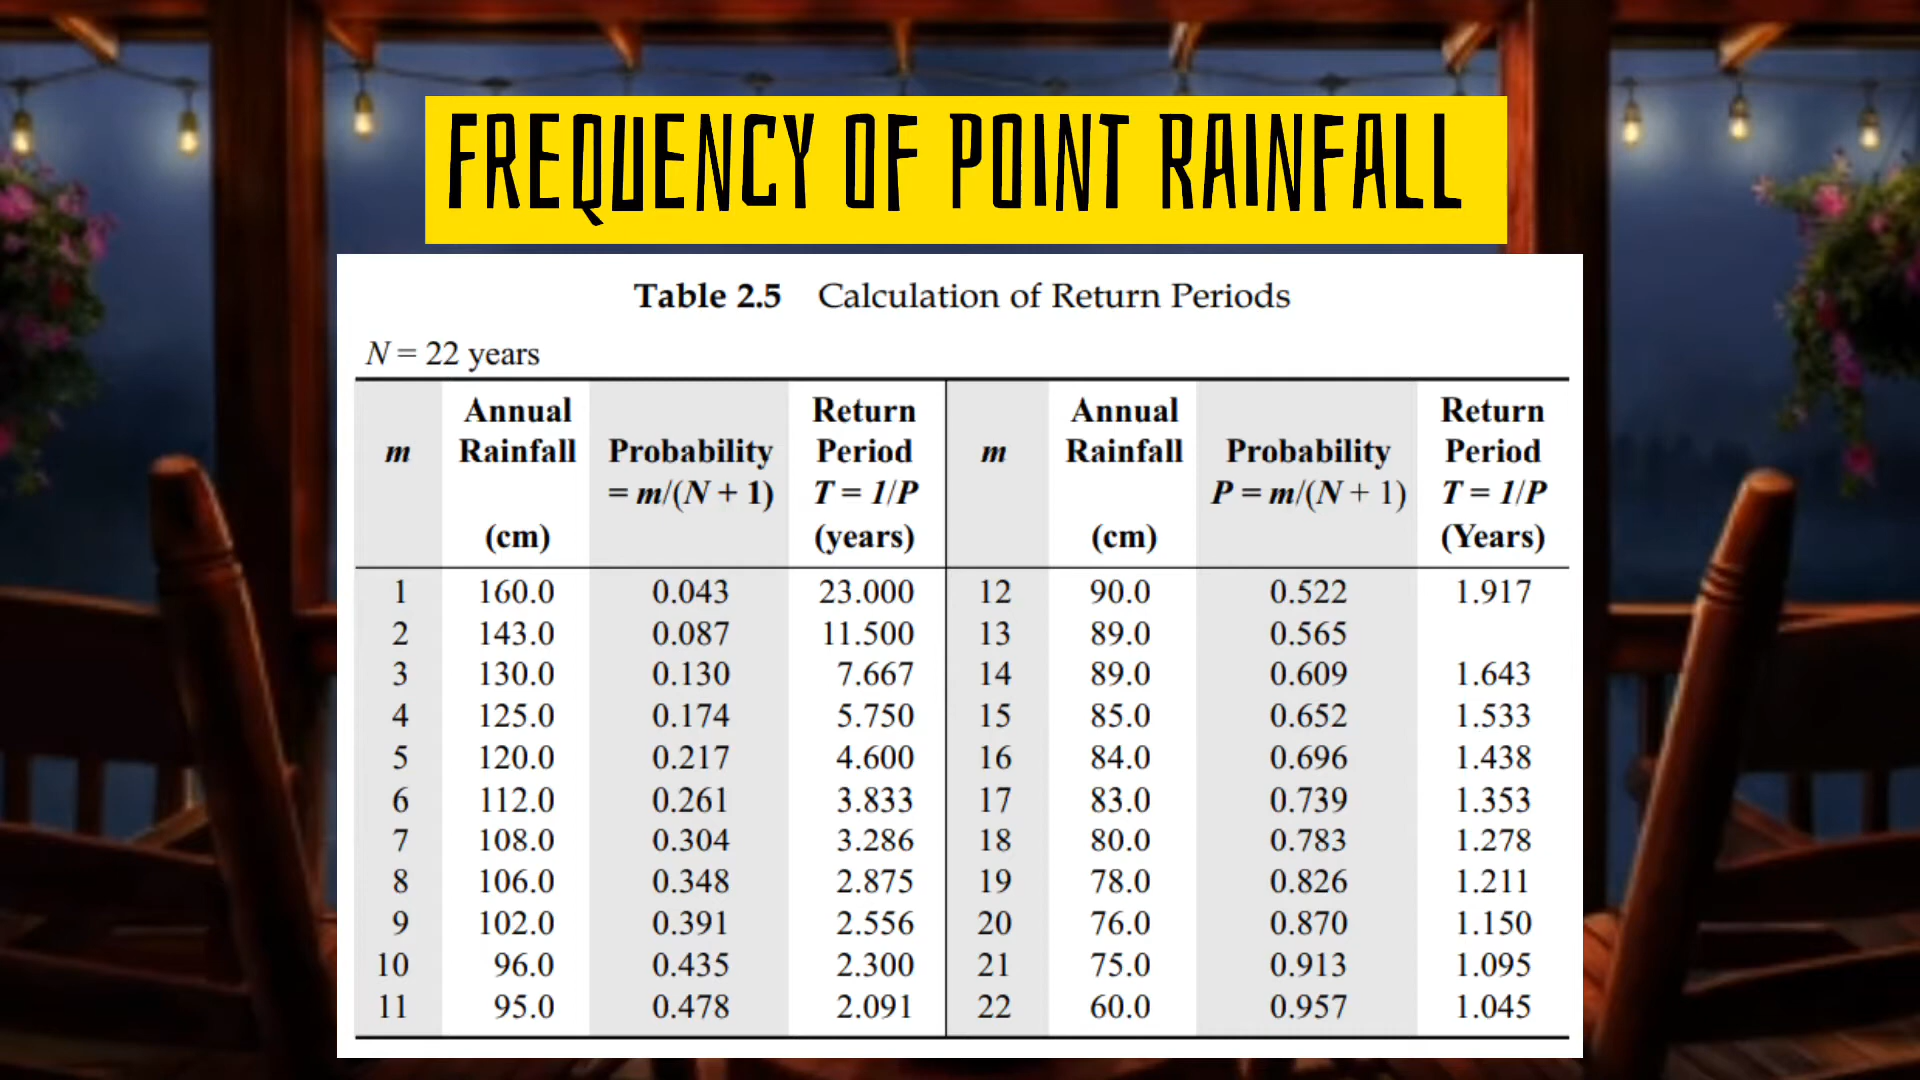 FREQUENCY OF POINT RAINFALL
Table 2.5 Calculation of Return Periods
N = 22 years
m Annual Rainfall (cm) Probability = m/(N + 1) Return Period T = 1/P (years) m Annual Rainfall (cm) Probability P = m/(N + 1) Return Period T = 1/P (Years)
1 160.0 0.043 23.000 12 90.0 0.522 1.917
2 143.0 0.087 11.500 13 89.0 0.565
3 130.0 0.130 7.667 14 89.0 0.609 1.643
4 125.0 0.174 5.750 15 85.0 0.652 1.533
5 120.0 0.217 4.600 16 84.0 0.696 1.438
6 112.0 0.261 3.833 17 83.0 0.739 1.353
7 108.0 0.304 3.286 18 80.0 0.783 1.278
8 106.0 0.348 2.875 19 78.0 0.826 1.211
9 102.0 0.391 2.556 20 76.0 0.870 1.150
10 96.0 0.435 2.300 21 75.0 0.913 1.095
11 95.0 0.478 2.091 22 60.0 0.957 1.045